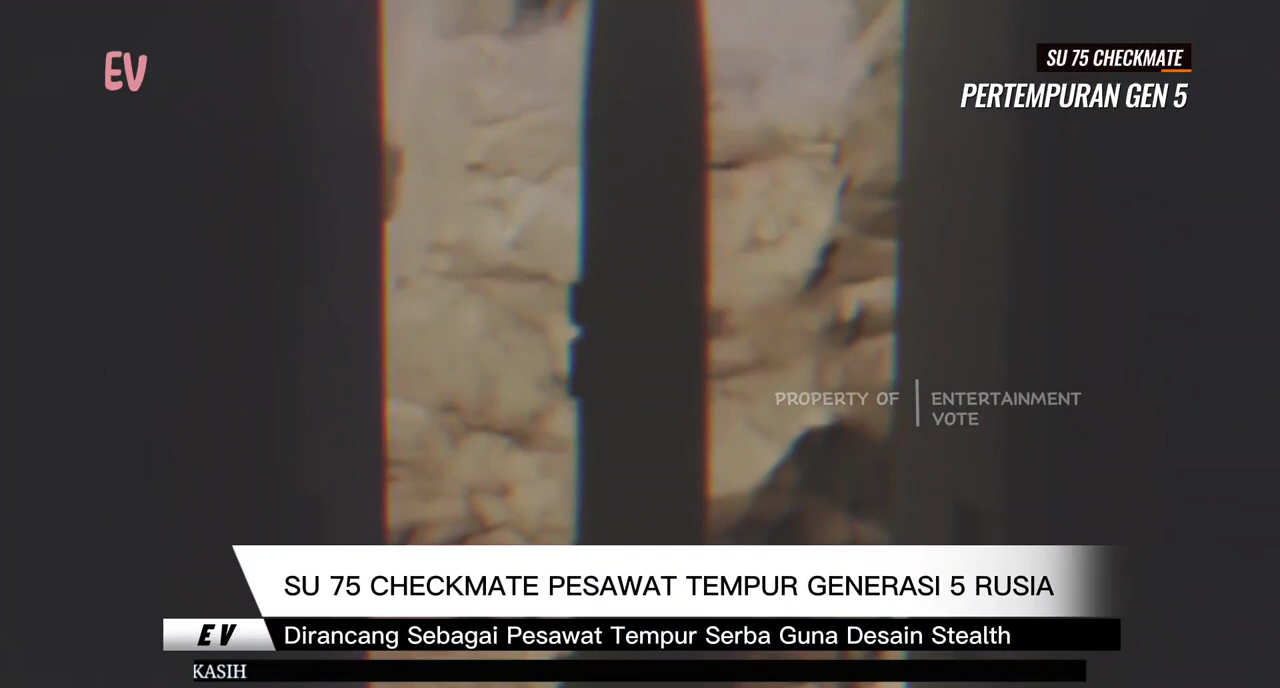 EV
SU 75 CHECKMATE
PERTEMPURAN GEN 5
PROPERTY OF
ENTERTAINMENT
VOTE
SU 75 CHECKMATE PESAWAT TEMPUR GENERASI 5 RUSIA
EV
Dirancang Sebagai Pesawat Tempur Serba Guna Desain Stealth
KASIH